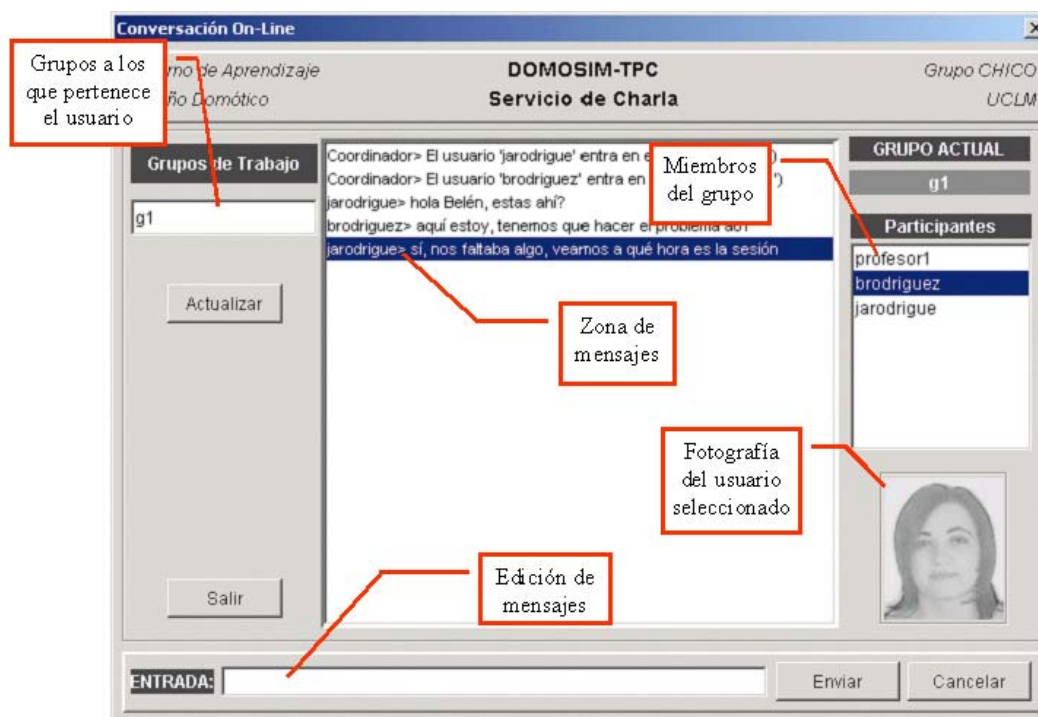 Conversación On-Line
Grupos a los
que pertenece
el usuario
de Aprendizaje
Domótico
DOMOSIM-TPC
Servicio de Charla
Grupo CHICO
UCLM
Grupos de Trabajo
g1
Actualizar
Salir
Coordinador> El usuario 'jarodrigue' entra en
Coordinador> El usuario 'brodriguez' entra en
jarodrigue> hola Belén, estas ahí?
brodriguez> aquí estoy, tenemos que hacer el problema
jarodrigue> sí, nos faltaba algo, veamos a qué hora es la sesión
Miembros
del grupo
Zona de
mensajes
GRUPO ACTUAL
g1
Participantes
profesor1
brodriguez
jarodrigue
Fotografía
del usuario
seleccionado
Edición de
mensajes
ENTRADA:
Enviar
Cancelar